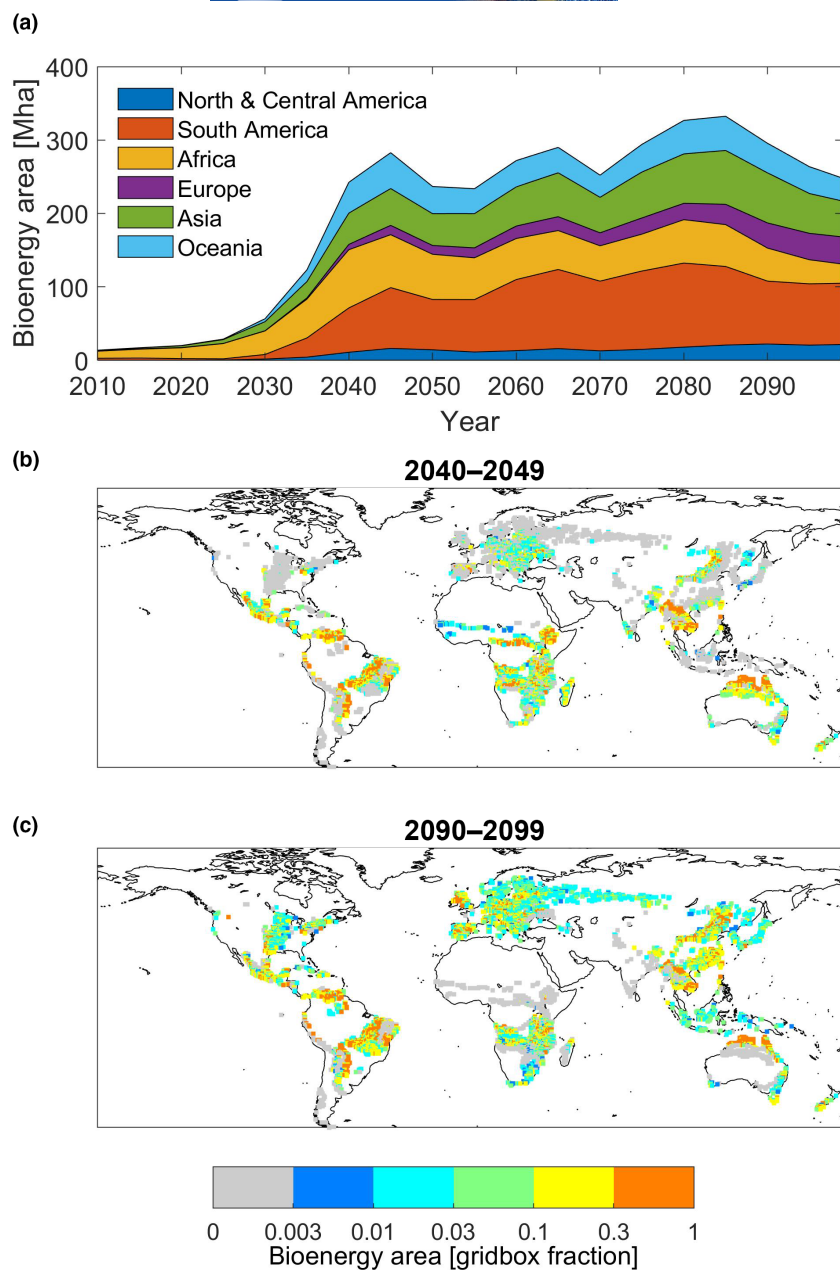 (a)
400
300
200
100
0
Bioenergy area [Mha]
North & Central America
South America
Africa
Europe
Asia
Oceania
2010 2020 2030 2040 2050 2060 2070 2080 2090
Year
(b)
2040–2049
(c)
2090–2099
0 0.003 0.01 0.03 0.1 0.3 1
Bioenergy area [gridbox fraction]